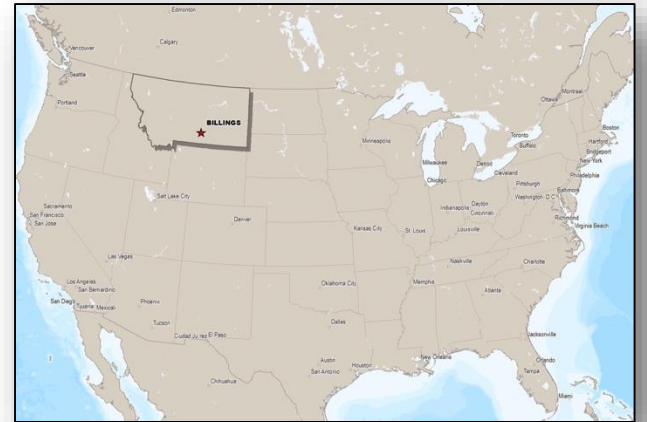 Edmonton
Calgary
Vancouver
Seattle
Portland
BILLINGS
Montreal
Ottawa
Toronto
Buffalo
Boston
Hartford
Bridgeport
New York
Minneapolis
Milwaukee
Chicago
Cleveland
Pittsburgh
Philadelphia
Baltimore
Washington D.C.
Salt Lake City
Denver
Indianapolis
Dayton
Cincinnati
Richmond
Virginia Beach
Sacramento
San Francisco
San Jose
Kansas City
St. Louis
Louisville
Las Vegas
Nashville
Charlotte
Los Angeles
San Bernardino
San Diego
Tijuana
Mexicali
Phoenix
Tucson
Oklahoma City
Memphis
Atlanta
Dallas
Ciudad Juarez
El Paso
Jacksonville
Austin
San Antonio
Houston
New Orleans
Orlando
Tampa
Miami
Chihuahua